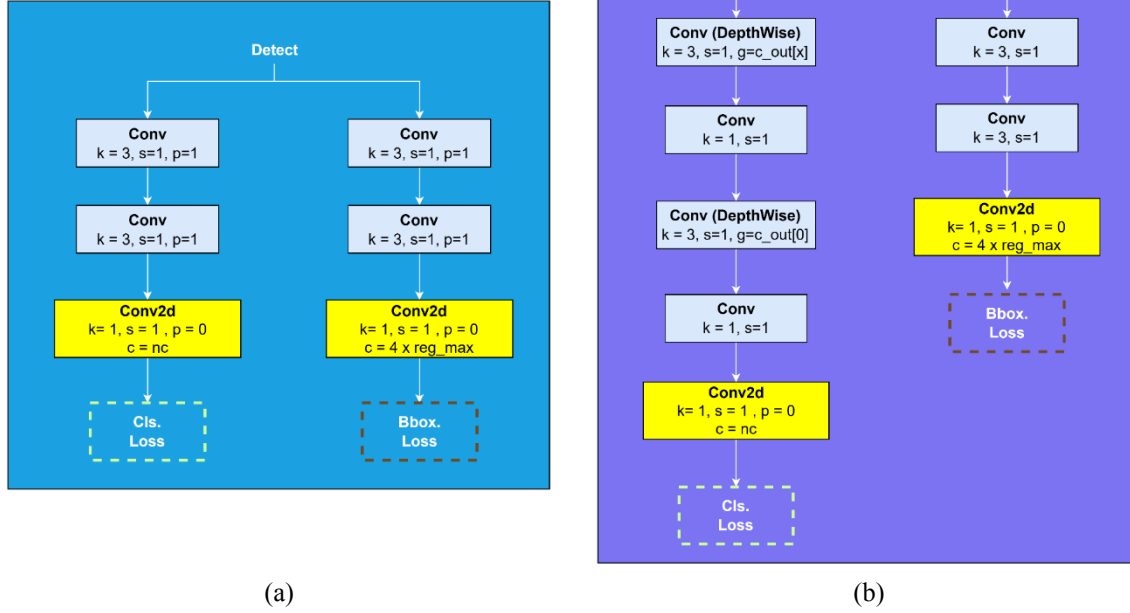 Detect
Conv
k = 3, s=1, p=1
Conv
k = 3, s=1, p=1
Conv2d
k= 1, s = 1 , p = 0
c = nc
Cls.
Loss
Conv
k = 3, s=1, p=1
Conv
k = 3, s=1, p=1
Conv2d
k= 1, s = 1 , p = 0
c = 4 x reg_max
Bbox.
Loss
(a)
Conv (DepthWise)
k = 3, s=1, g=c_out[x]
Conv
k = 1, s=1
Conv (DepthWise)
k = 3, s=1, g=c_out[0]
Conv
k = 1, s=1
Conv2d
k= 1, s = 1 , p = 0
c = nc
Cls.
Loss
Conv
k = 3, s=1
Conv
k = 3, s=1
Conv2d
k= 1, s = 1 , p = 0
c = 4 x reg_max
Bbox.
Loss
(b)